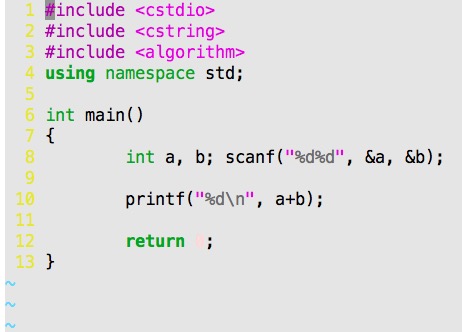 1 #include <cstdio>
2 #include <cstring>
3 #include <algorithm>
4 using namespace std;
5
6 int main()
7 {
8         int a, b; scanf("%d%d", &a, &b);
9
10         printf("%d\n", a+b);
11
12         return  ;
13 }
~
~
~